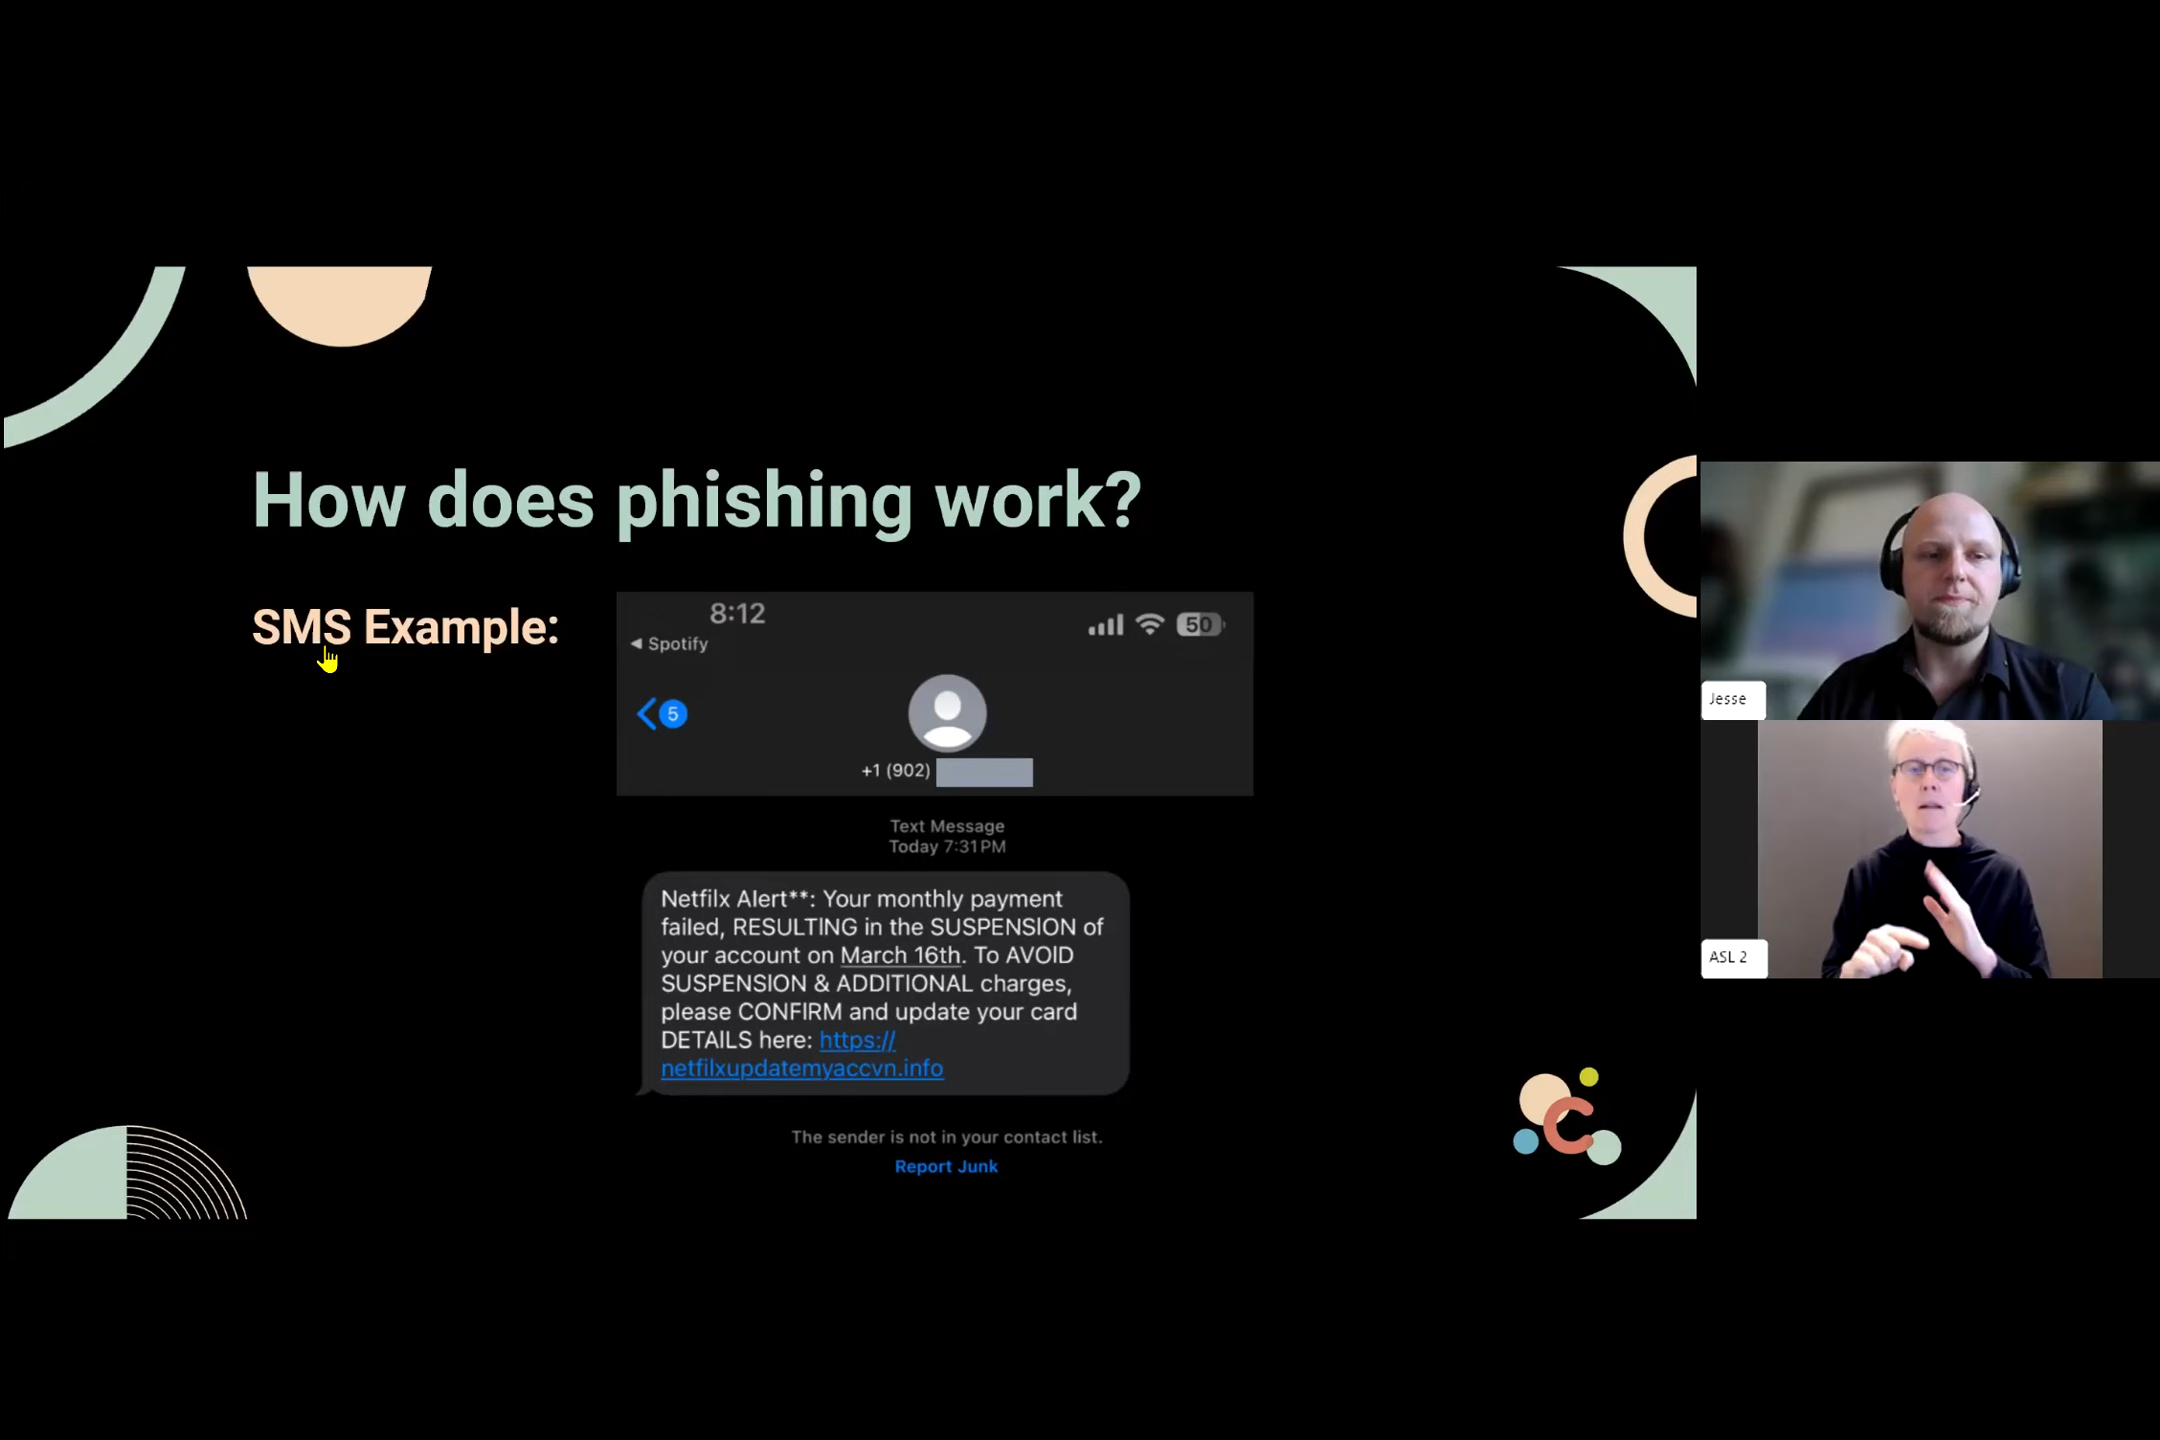 How does phishing work?
SMS Example:
8:12
Spotify
50
5
+1 (902)
Text Message
Today 7:31 PM
Netfilx Alert**: Your monthly payment
failed, RESULTING in the SUSPENSION of
your account on March 16th. To AVOID
SUSPENSION & ADDITIONAL charges,
please CONFIRM and update your card
DETAILS here: https://
netfilxupdatemyaccvn.info
The sender is not in your contact list.
Report Junk
Jesse
ASL 2